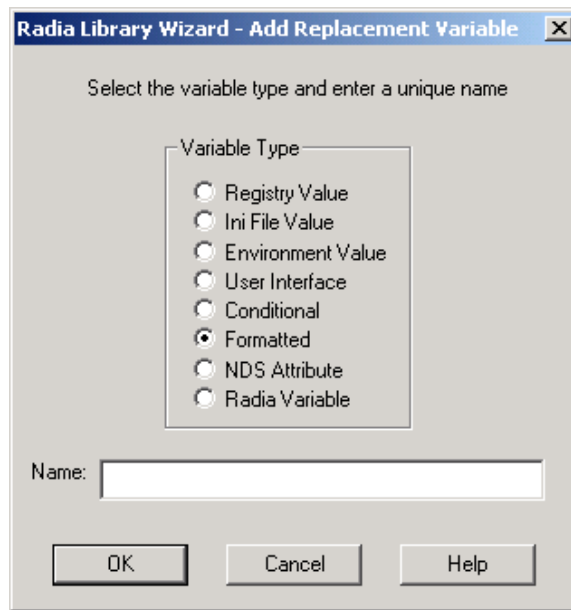 Radia Library Wizard - Add Replacement Variable
Select the variable type and enter a unique name
Variable Type
Registry Value
Ini File Value
Environment Value
User Interface
Conditional
Formatted
NDS Attribute
Radia Variable
Name:
OK Cancel Help